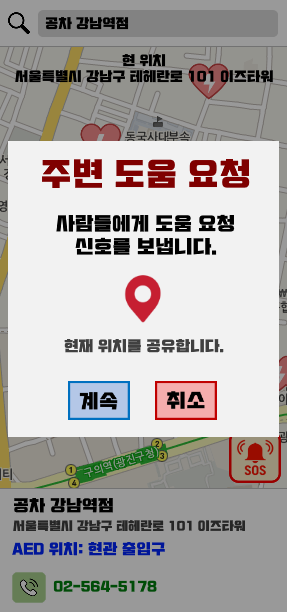 공차 강남역점
현 위치
서울특별시 강남구 테헤란로 101 이즈타워
동국사대부속
주변 도움 요청
사람들에게 도움 요청
신호를 보냅니다.
현재 위치를 공유합니다.
계속
취소
SOS
2
3
구의역(광진구청)
1
4
공차 강남역점
서울특별시 강남구 테헤란로 101 이즈타워
AED 위치: 현관 출입구
02-564-5178